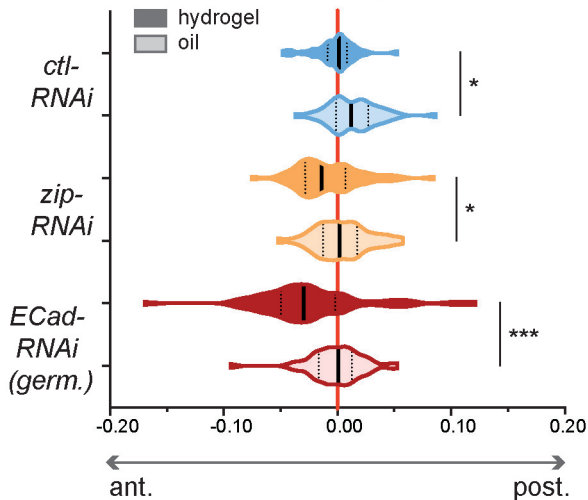 hydrogel
oil
ctl-
RNAi
*
zip-
RNAi
*
ECad-
RNAi
(germ.)
***
-0.20 -0.10 0.00 0.10 0.20
ant. post.